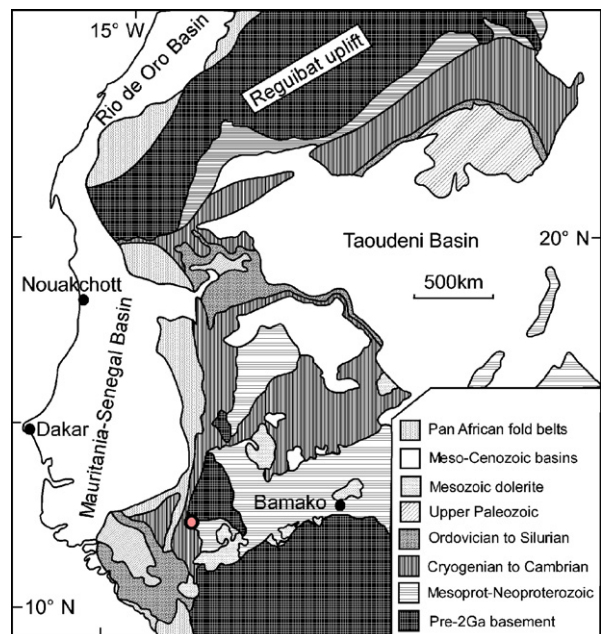 15° W
Rio de Oro Basin
Reguibat uplift
Taoudeni Basin
20° N
Nouakchott
500km
Mauritania-Senegal Basin
Dakar
Bamako
10° N
Pan African fold belts
Meso-Cenozoic basins
Mesozoic dolerite
Upper Paleozoic
Ordovician to Silurian
Cryogenian to Cambrian
Mesoprot-Neoproterozoic
Pre-2Ga basement